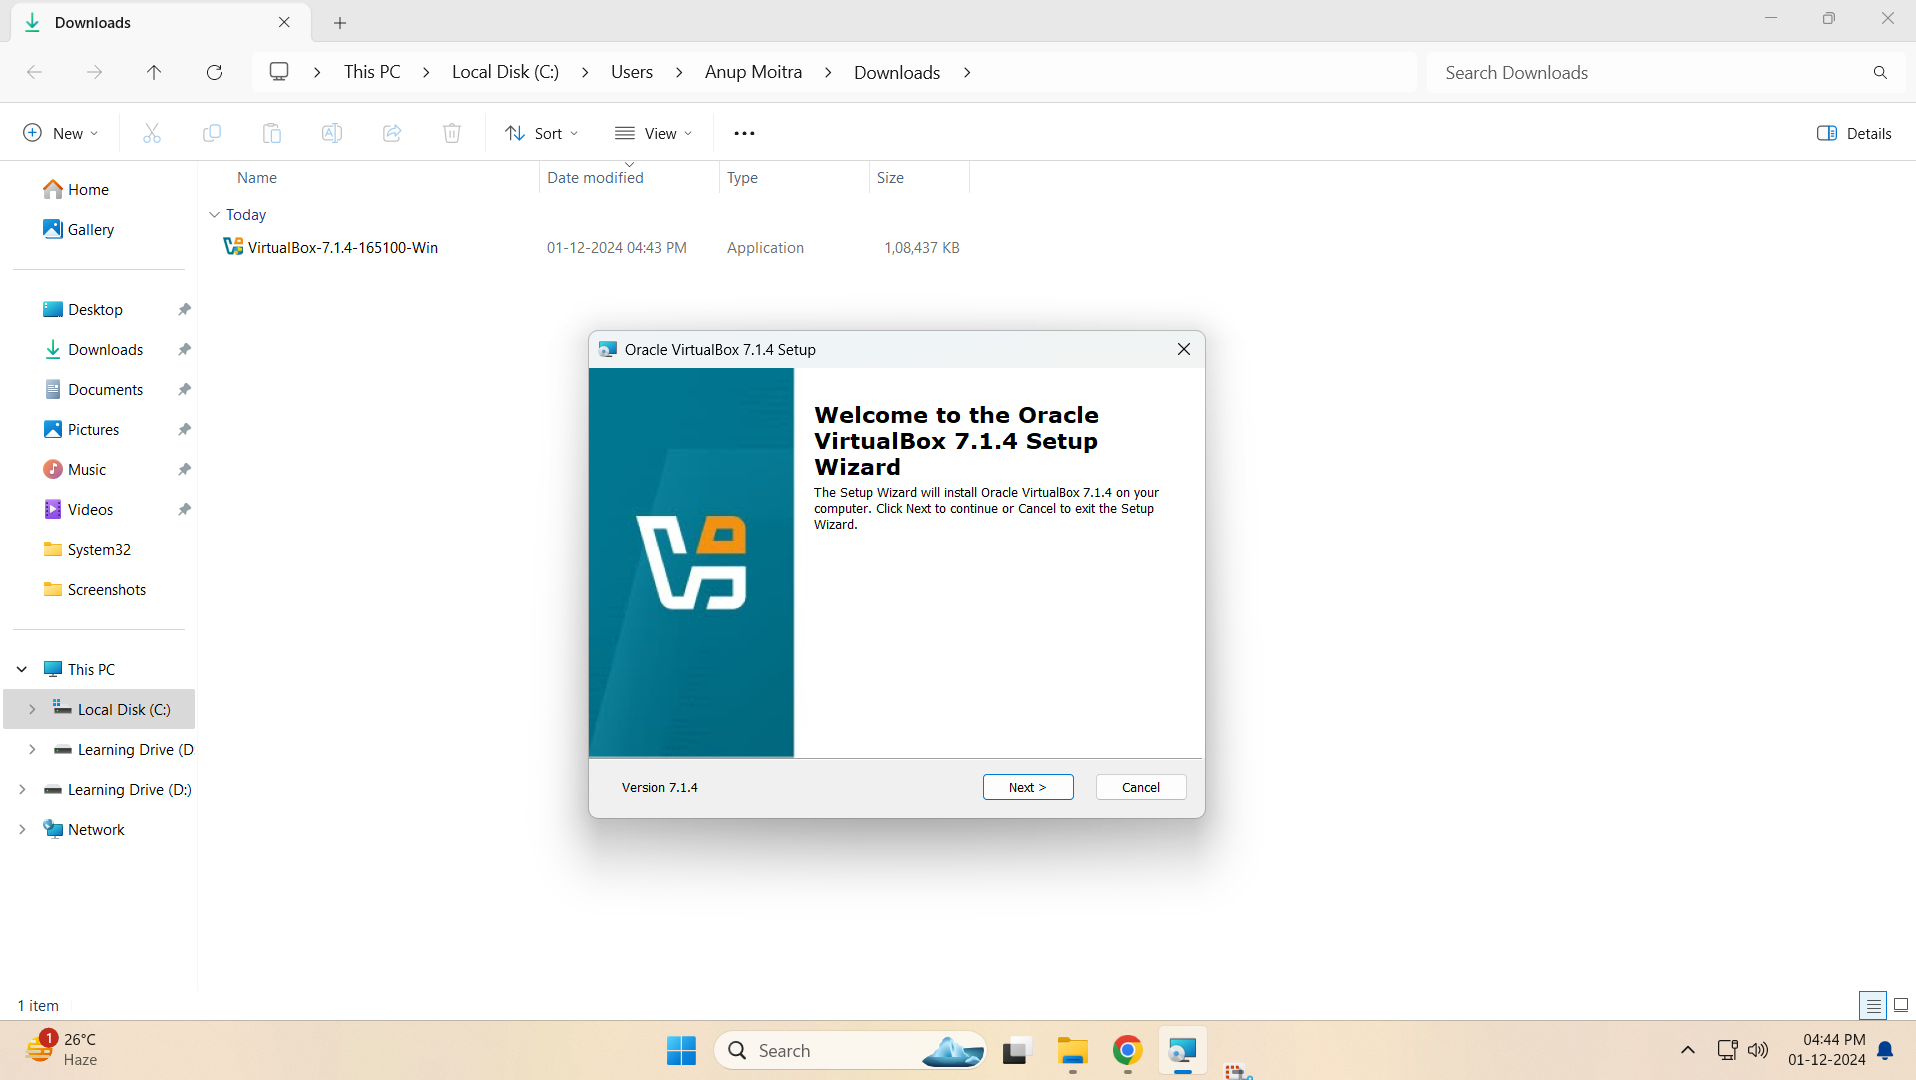 Downloads
This PC
Local Disk (C:)
Users
Anup Moitra
Downloads
Search Downloads
New
Sort
View
Details
Name
Date modified
Type
Size
Today
VirtualBox-7.1.4-165100-Win
01-12-2024 04:43 PM
Application
1,08,437 KB
Home
Gallery
Desktop
Downloads
Documents
Pictures
Music
Videos
System32
Screenshots
This PC
Local Disk (C:)
Learning Drive (D
Learning Drive (D:)
Network
Oracle VirtualBox 7.1.4 Setup
Welcome to the Oracle
VirtualBox 7.1.4 Setup
Wizard
The Setup Wizard will install Oracle VirtualBox 7.1.4 on your
computer. Click Next to continue or Cancel to exit the Setup
Wizard.
Version 7.1.4
Next >
Cancel
1 item
1
26°C
Haze
Search
04:44 PM
01-12-2024